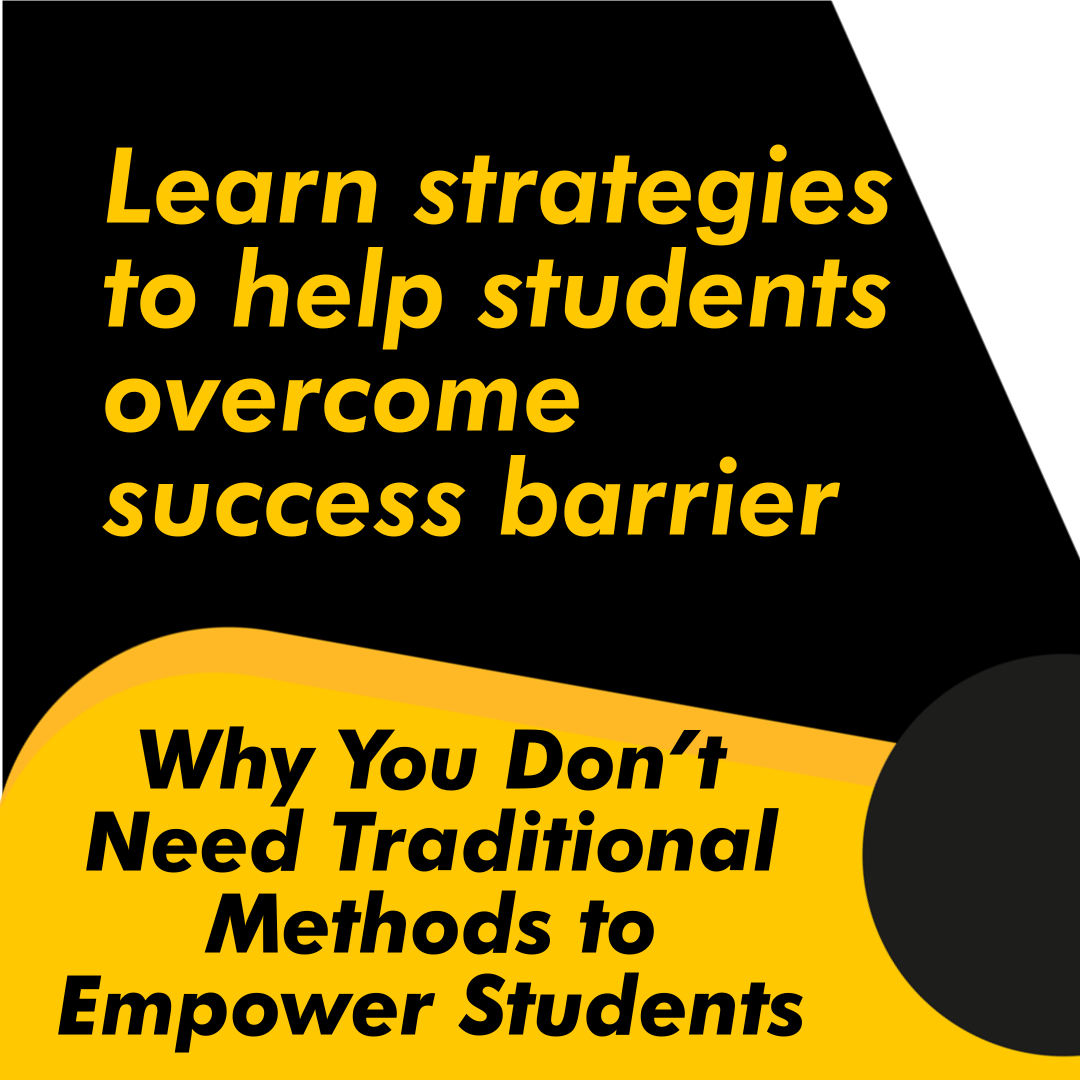 Learn strategies
to help students
overcome
success barrier
Why You Don’t
Need Traditional
Methods to
Empower Students